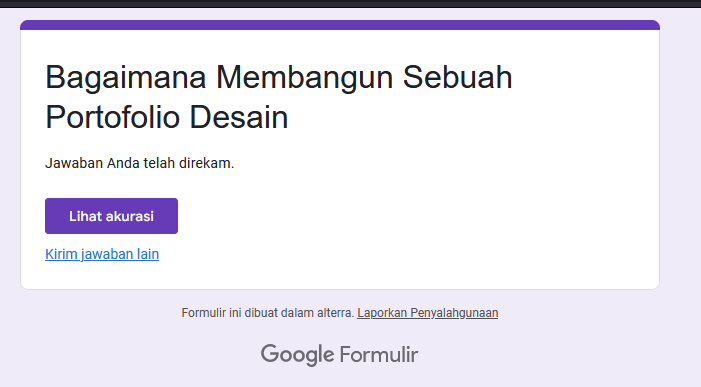 Bagaimana Membangun Sebuah
Portofolio Desain
Jawaban Anda telah direkam.
Lihat akurasi
Kirim jawaban lain
Formulir ini dibuat dalam alterra. Laporkan Penyalahgunaan
Google Formulir